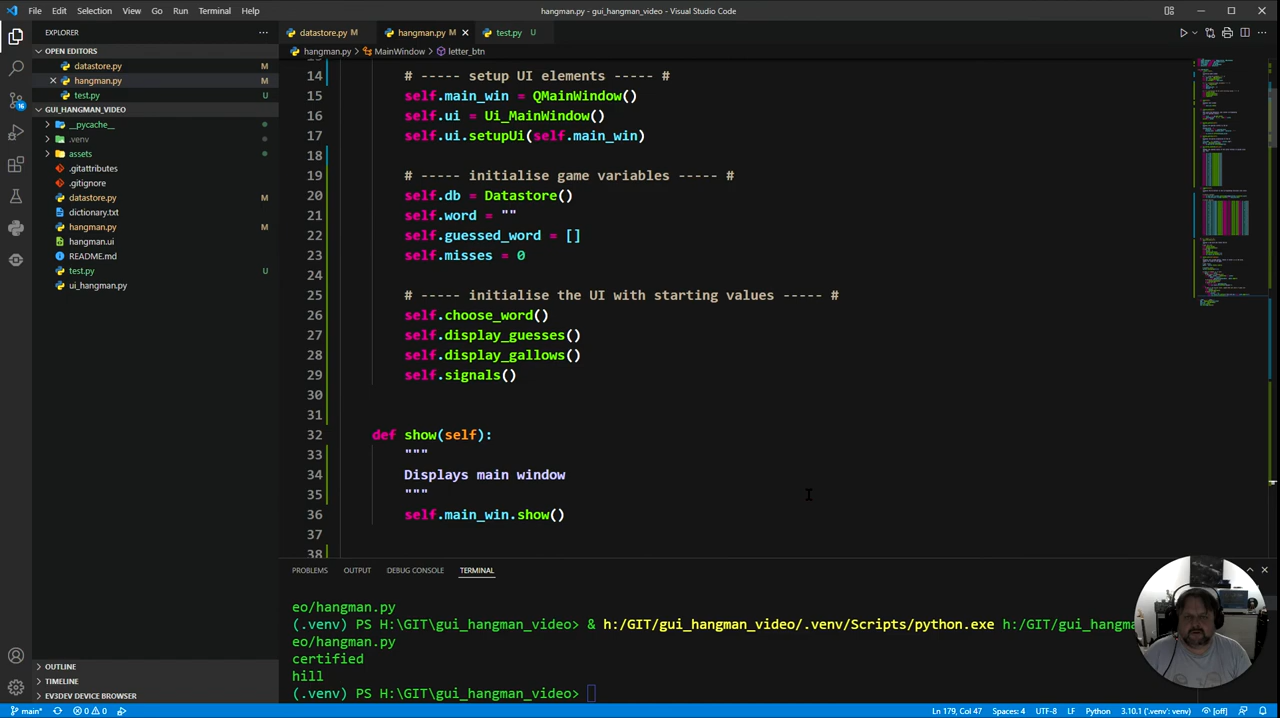 File Edit Selection View Go Run Terminal Help
hangman.py - gui_hangman_video - Visual Studio Code
EXPLORER
OPEN EDITORS
datastore.py M
hangman.py M
test.py U
GUI_HANGMAN_VIDEO
__pycache__
.venv
assets
.gitattributes
.gitignore
datastore.py M
dictionary.txt
hangman.py M
hangman.ui
README.md
test.py U
ui_hangman.py
OUTLINE
TIMELINE
EV3DEV DEVICE BROWSER
datastore.py M hangman.py M test.py U
hangman.py > MainWindow > letter_btn
14 # ----- setup UI elements ----- #
15 self.main_win = QMainWindow()
16 self.ui = Ui_MainWindow()
17 self.ui.setupUi(self.main_win)
18
19 # ----- initialise game variables ----- #
20 self.db = Datastore()
21 self.word = ""
22 self.guessed_word = []
23 self.misses = 0
24
25 # ----- initialise the UI with starting values ----- #
26 self.choose_word()
27 self.display_guesses()
28 self.display_gallows()
29 self.signals()
30
31
32 def show(self):
33 """
34 Displays main window
35 """
36 self.main_win.show()
37
38
PROBLEMS OUTPUT DEBUG CONSOLE TERMINAL
eo/hangman.py
(.venv) PS H:\GIT\gui_hangman_video> & h:/GIT/gui_hangman_video/.venv/Scripts/python.exe h:/GIT/gui_hangma
eo/hangman.py
certified
hill
(.venv) PS H:\GIT\gui_hangman_video>
16
main* 0 0 Ln 179, Col 47 Spaces: 4 UTF-8 LF Python 3.10.1 ('.venv': venv) [off]